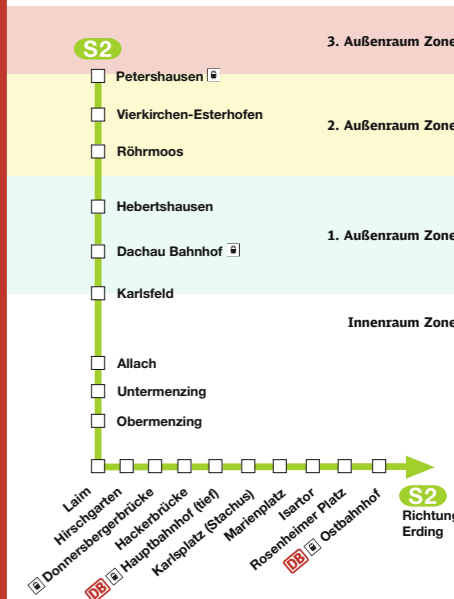 3. Außenraum Zone
S2
Petershausen
Vierkirchen-Esterhofen
2. Außenraum Zone
Röhrmoos
Hebertshausen
1. Außenraum Zone
Dachau Bahnhof
Karlsfeld
Innenraum Zone
Allach
Untermenzing
Obermenzing
Laim
Hirschgarten
Donnersbergerbrücke
Hackerbrücke
DB Hauptbahnhof (tief)
Karlsplatz (Stachus)
Marienplatz
Isartor
Rosenheimer Platz
DB Ostbahnhof
S2
Richtung
Erding